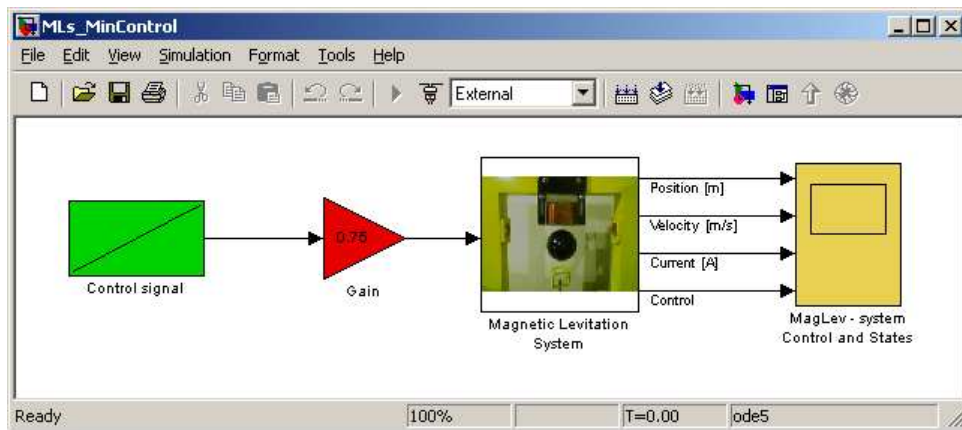 MLs_MinControl
File Edit View Simulation Format Tools Help
External
Position [m]
Velocity [m/s]
0.75
Current [A]
Control signal
Gain
Control
Magnetic Levitation
System
MagLev - system
Control and States
Ready 100% T=0.00 ode5